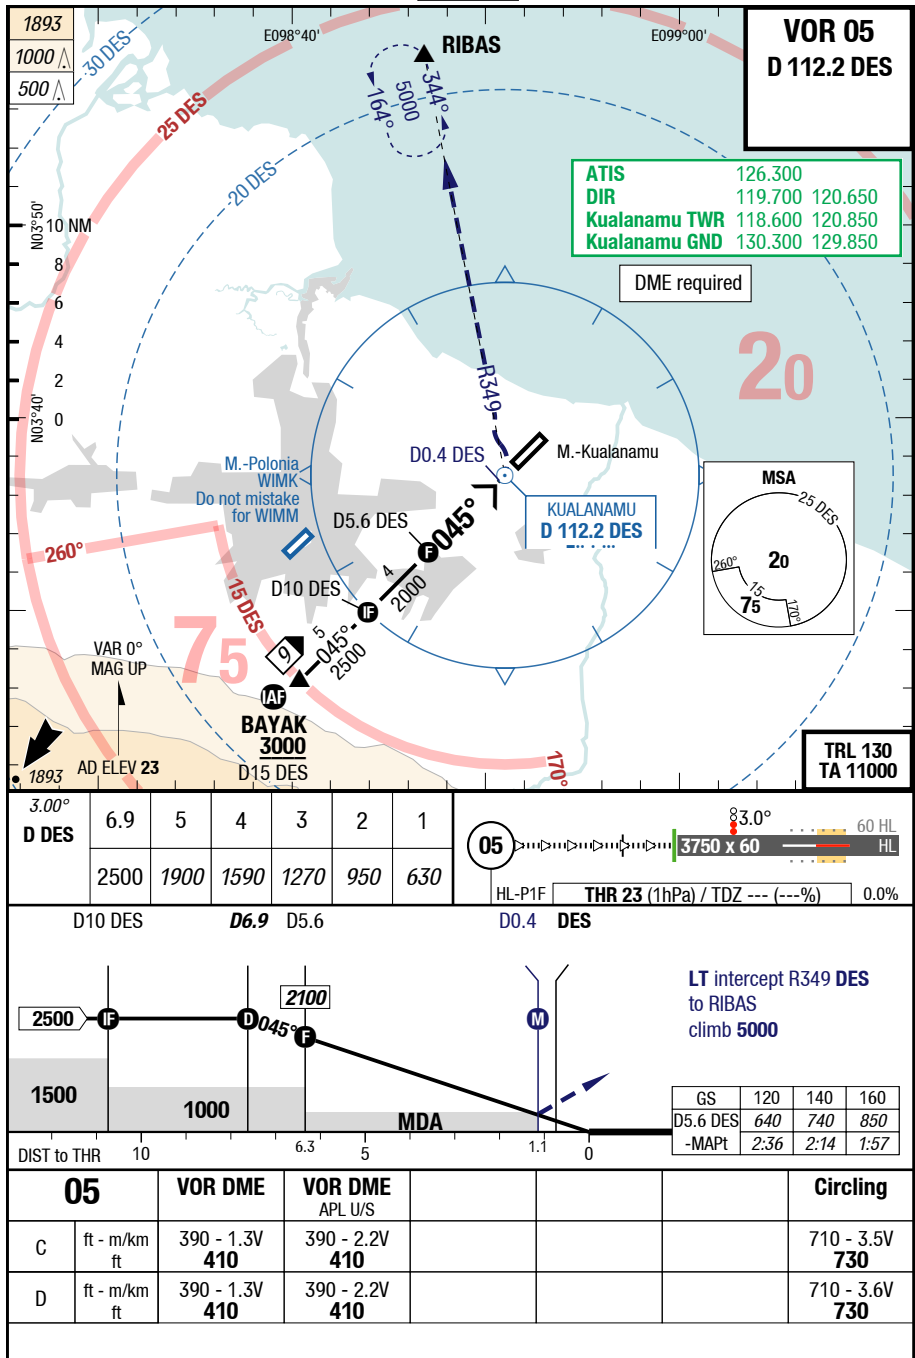 1893
1000
500
30 DES
E098°40'
RIBAS
E099°00'
VOR 05
D 112.2 DES
25 DES
344°
5000
164°
20 DES
ATIS 126.300
DIR 119.700 120.650
Kualanamu TWR 118.600 120.850
Kualanamu GND 130.300 129.850
N03°50'
10 NM
8
6
4
2
0
N03°40'
DME required
20
R349
D0.4 DES
M.-Kualanamu
M.-Polonia
WIMK
Do not mistake
for WIMM
KUALANAMU
D 112.2 DES
MSA
25 DES
260°
20
15
75
170°
D5.6 DES
045°
F
4
2000
260°
15 DES
D10 DES
IF
75
5
045°
2500
9
VAR 0°
MAG UP
IAF
BAYAK
3000
D15 DES
170°
1893
AD ELEV 23
TRL 130
TA 11000
3.00°
D DES
6.9 5 4 3 2 1
2500 1900 1590 1270 950 630
05
3.0°
3750 x 60
60 HL
HL
HL-P1F
THR 23 (1hPa) / TDZ --- (---%)
0.0%
D10 DES D6.9 D5.6 D0.4 DES
2100
2500
IF
D
045°
F
M
LT intercept R349 DES
to RIBAS
climb 5000
1500
1000
MDA
GS 120 140 160
D5.6 DES 640 740 850
-MAPt 2:36 2:14 1:57
DIST to THR 10 6.3 5 1.1 0
05 VOR DME VOR DME Circling
APL U/S
C ft - m/km 390 - 1.3V 390 - 2.2V 710 - 3.5V
ft 410 410 730
D ft - m/km 390 - 1.3V 390 - 2.2V 710 - 3.6V
ft 410 410 730